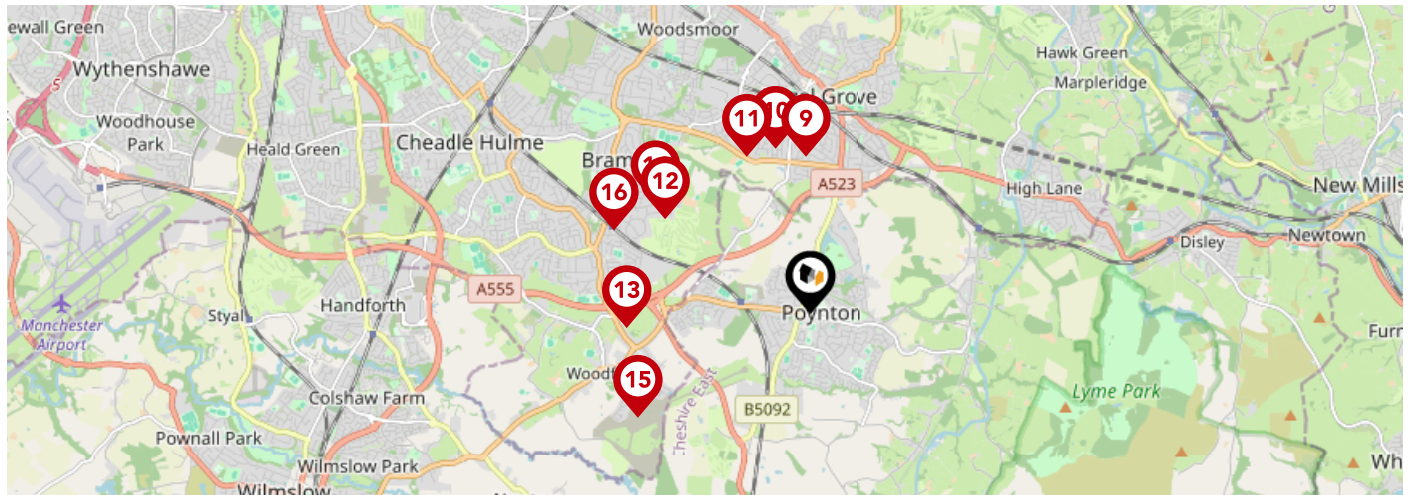 ewall Green
Woodsmoor
Hawk Green
Wythenshawe
Marpleridge
Grove
11
10
9
Woodhouse
Park
Heald Green
Cheadle Hulme
Bram
12
16
A523
High Lane
New Mills
Newtown
Disley
A555
13
Handforth
Styal
Poynton
Manchester
Airport
Furn
Woodf
15
Lyme Park
Colshaw Farm
B5092
heshire East
Pownall Park
Wilmslow Park
Wh
Wilmslow
S